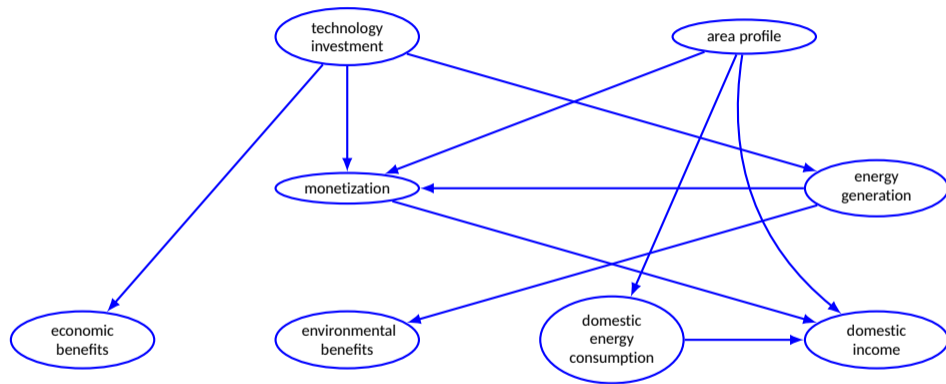 technology
investment
area profile
monetization
energy
generation
economic
benefits
environmental
benefits
domestic
energy
consumption
domestic
income